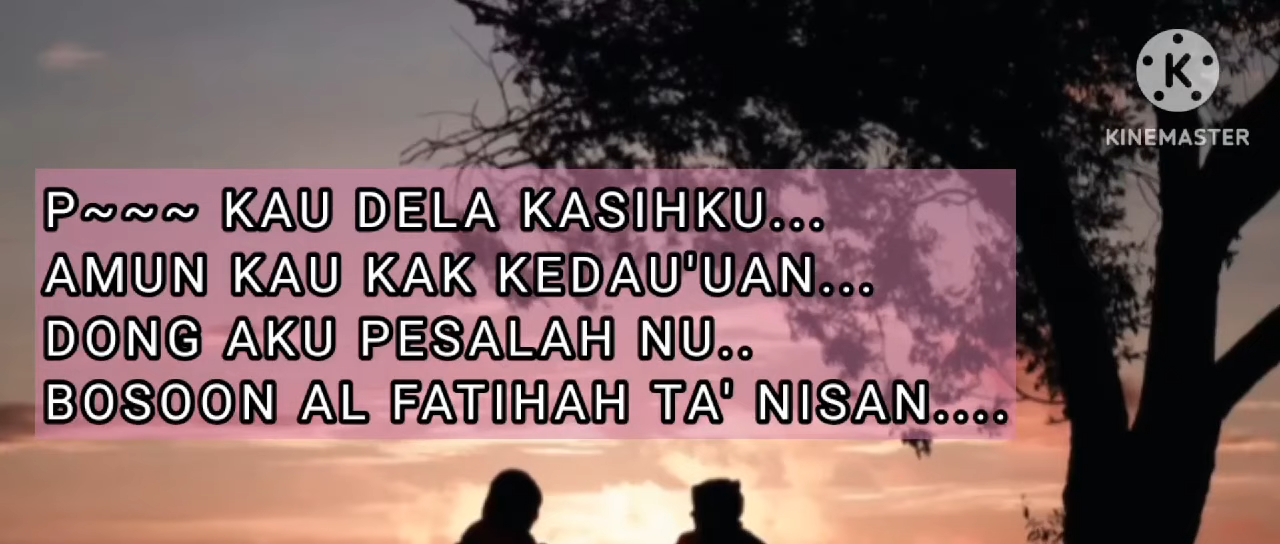 P~~~ KAU DELA KASIHKU...
AMUN KAU KAK KEDAU'UAN...
DONG AKU PESALAH NU..
BOSOON AL FATIHAH TA' NISAN....
K
KINEMASTER